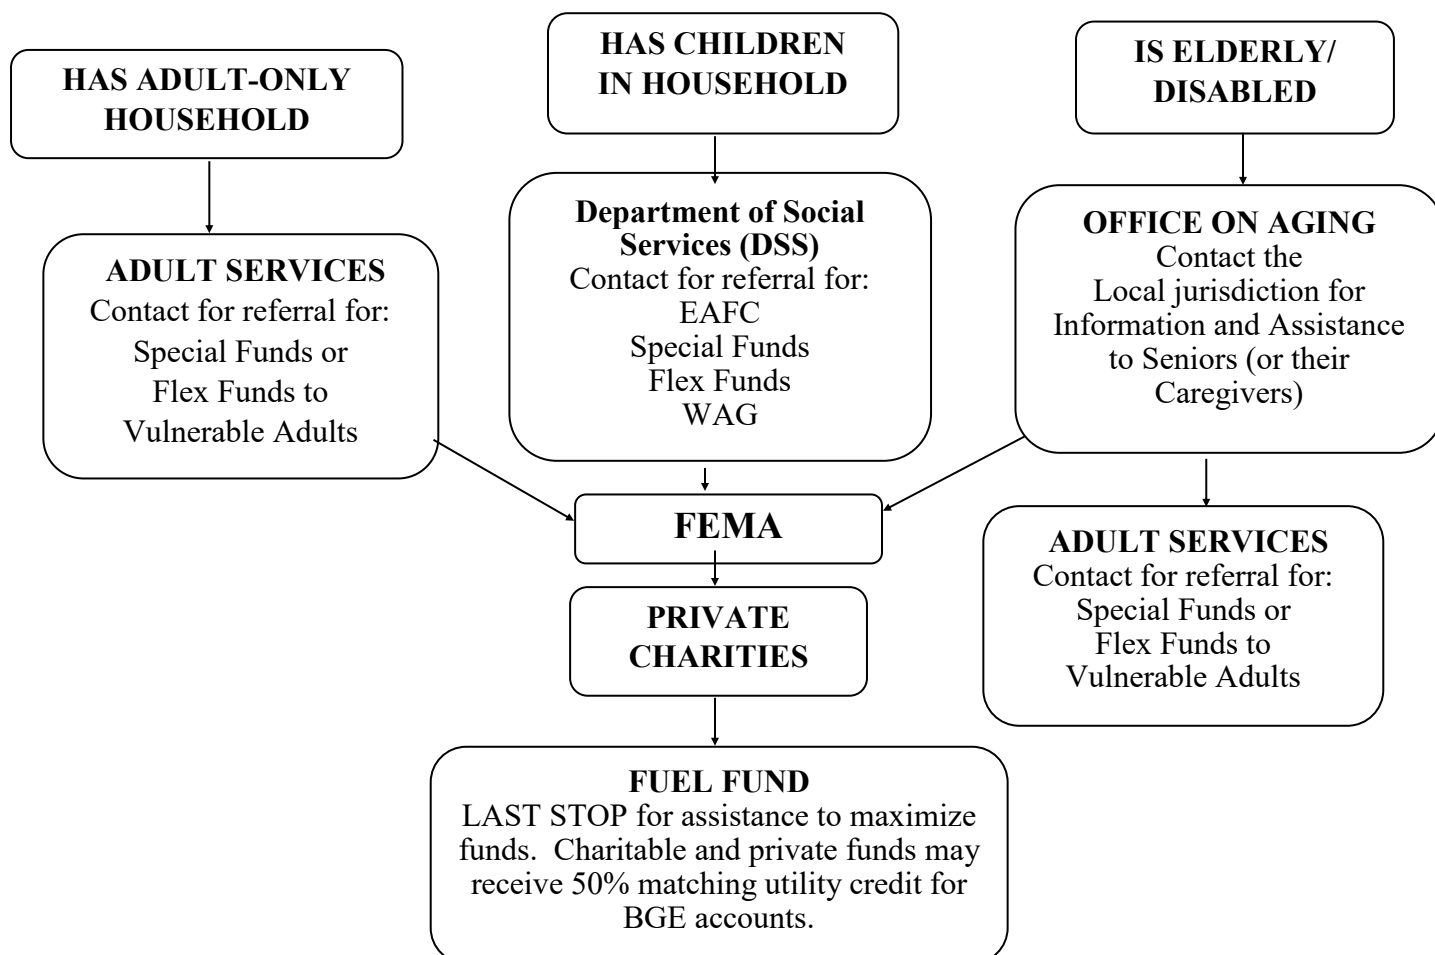 HAS ADULT-ONLY
HOUSEHOLD
HAS CHILDREN
IN HOUSEHOLD
IS ELDERLY/
DISABLED
ADULT SERVICES
Contact for referral for:
Special Funds or
Flex Funds to
Vulnerable Adults
Department of Social
Services (DSS)
Contact for referral for:
EAFC
Special Funds
Flex Funds
WAG
OFFICE ON AGING
Contact the
Local jurisdiction for
Information and Assistance
to Seniors (or their
Caregivers)
FEMA
ADULT SERVICES
Contact for referral for:
Special Funds or
Flex Funds to
Vulnerable Adults
PRIVATE
CHARITIES
FUEL FUND
LAST STOP for assistance to maximize
funds.  Charitable and private funds may
receive 50% matching utility credit for
BGE accounts.